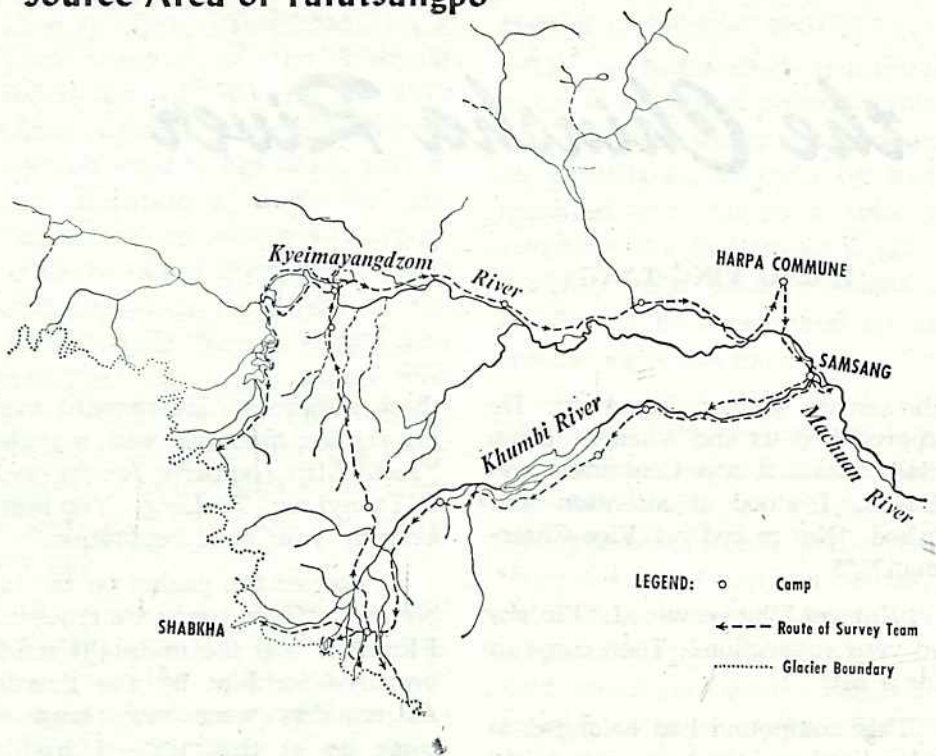 Source Area of Yalutsangpo
Kyeimayangdzom
River
HARPA COMMUNE
SAMSANG
Khumbi River
Machuan River
LEGEND:
Camp
Route of Survey Team
Glacier Boundary
SHABKHA